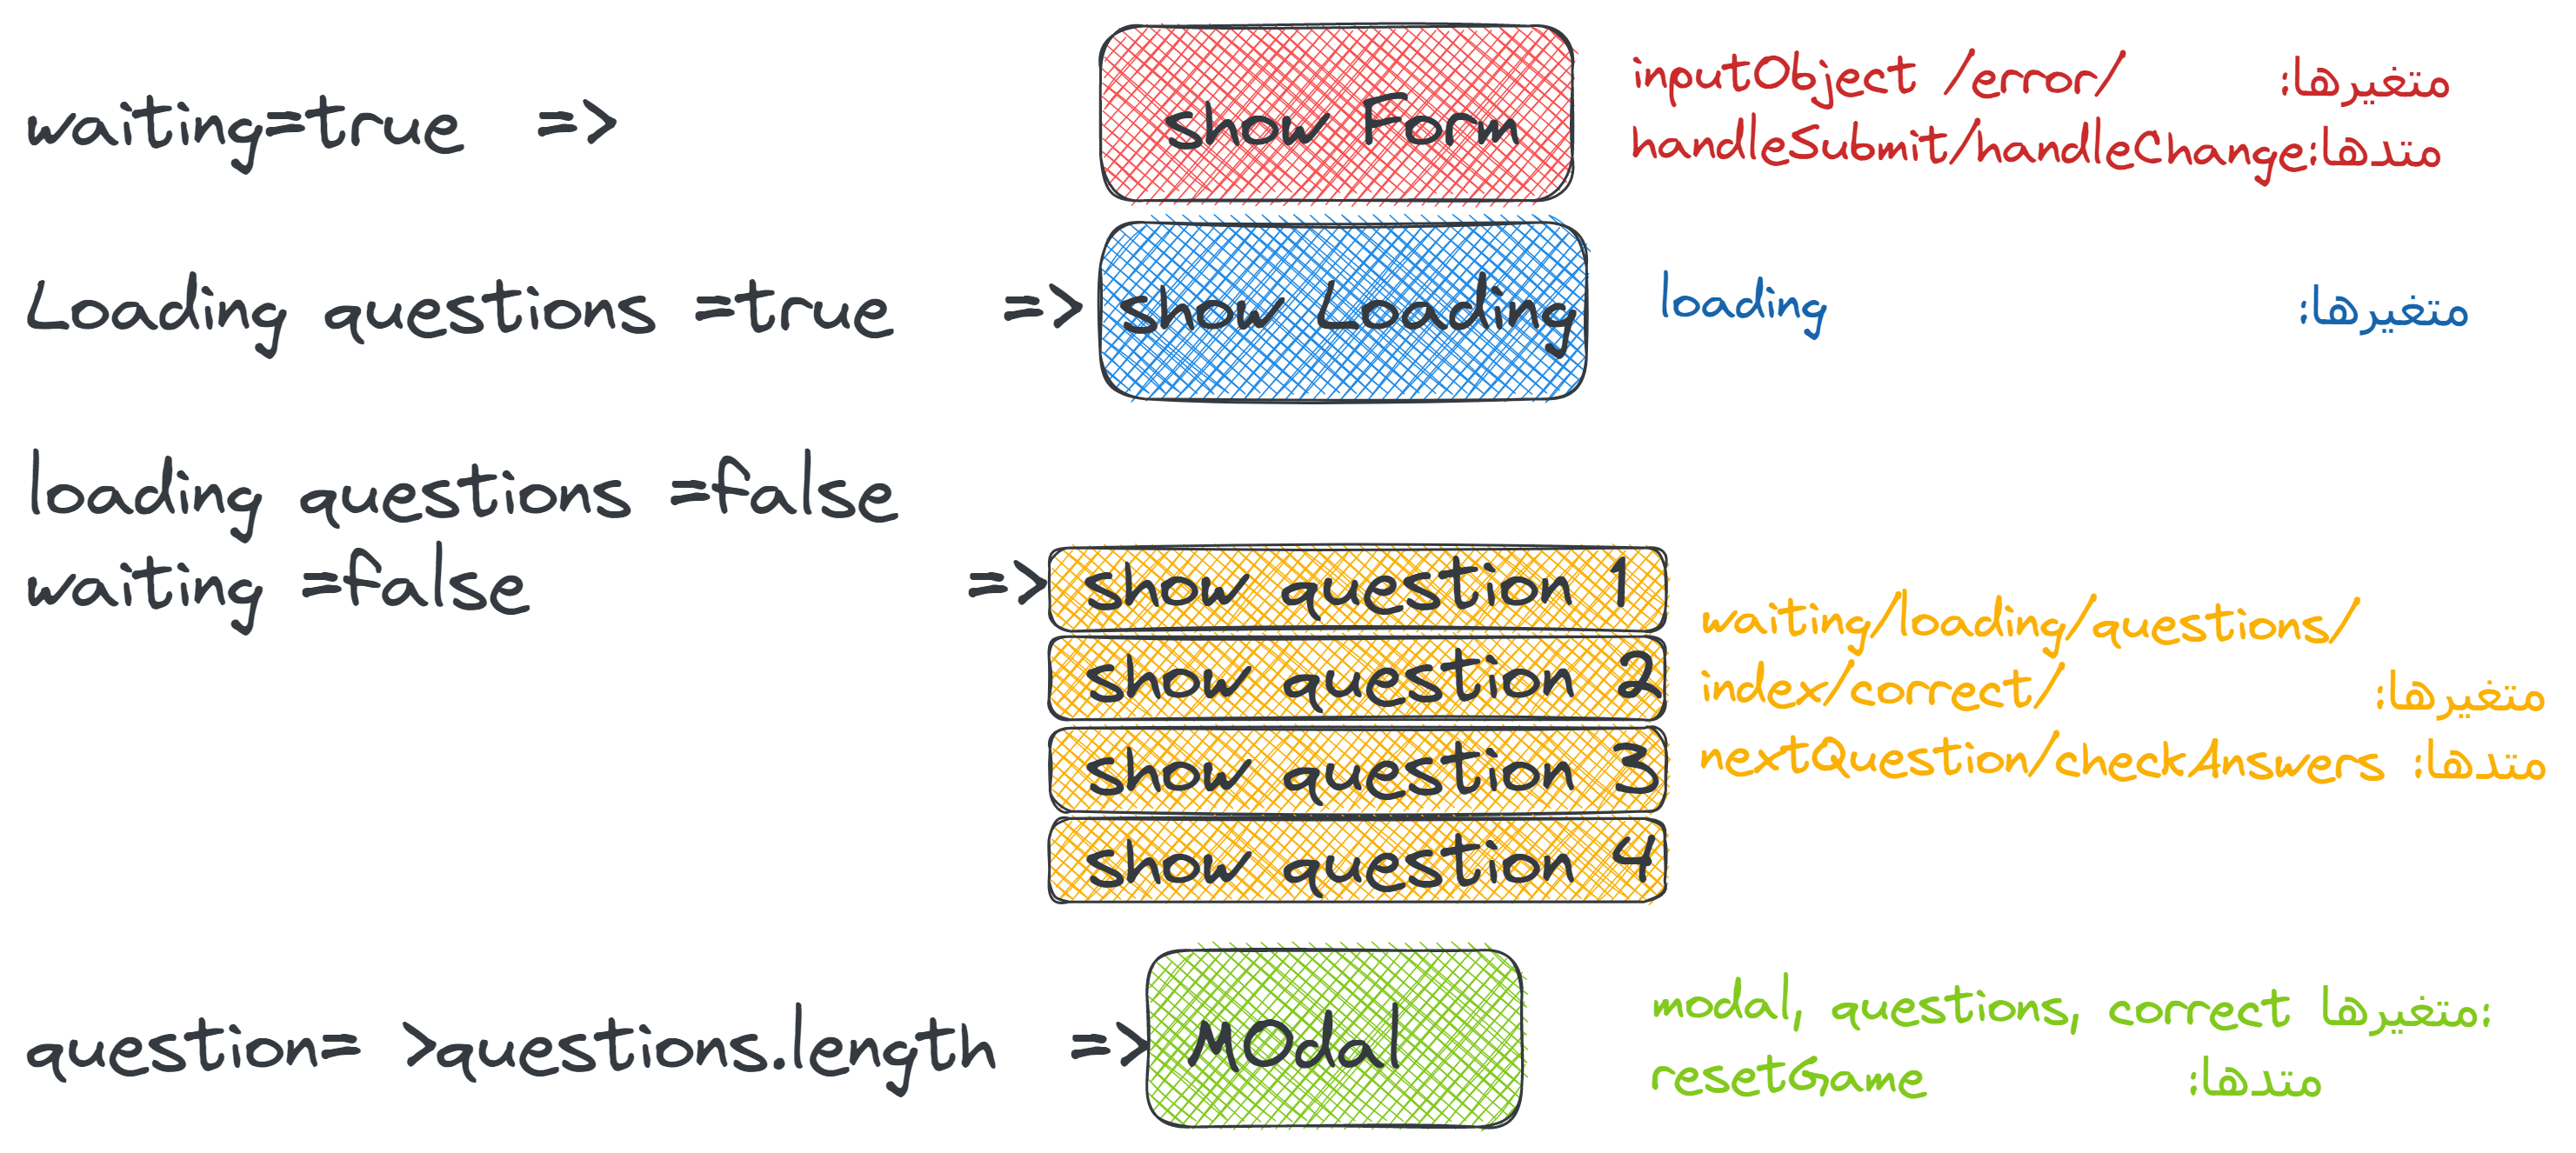 waiting=true =>
show Form
inputObject /error/ متغیرها:
handleSubmit/handleChange:متدها
Loading questions =true =>
show Loading
loading متغیرها:
loading questions =false
waiting =false =>
show question 1
show question 2
show question 3
show question 4
waiting/loading/questions/
index/correct/ متغیرها:
nextQuestion/checkAnswers متدها:
question= >questions.length =>
MOdal
modal, questions, correct متغیرها:
resetGame متدها: